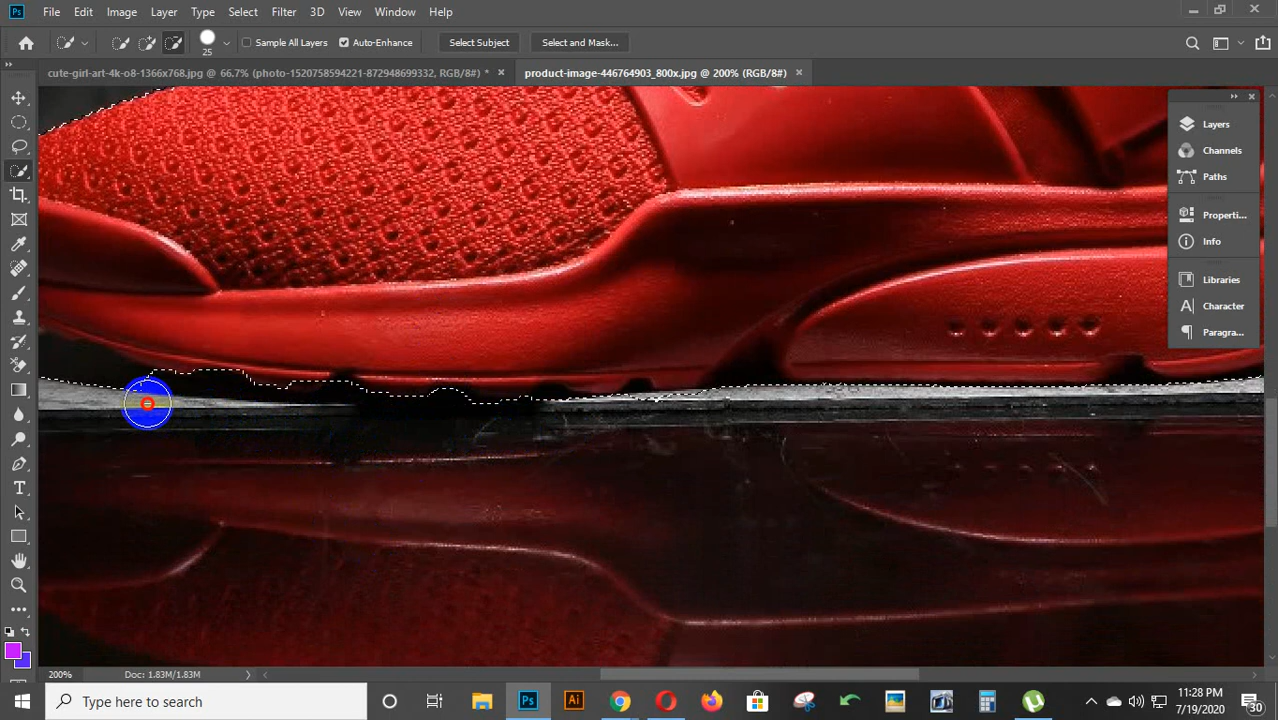 File Edit Image Layer Type Select Filter 3D View Window Help
25 Sample All Layers Auto-Enhance Select Subject Select and Mask...
cute-girl-art-4k-o8-1366x768.jpg @ 66.7% (photo-1520758594221-872948699332, RGB/8#) * product-image-446764903_800x.jpg @ 200% (RGB/8#)
Layers
Channels
Paths
Properti...
Info
Libraries
Character
Paragra...
200% Doc: 1.83M/1.83M
Type here to search
11:28 PM
7/19/2020
30